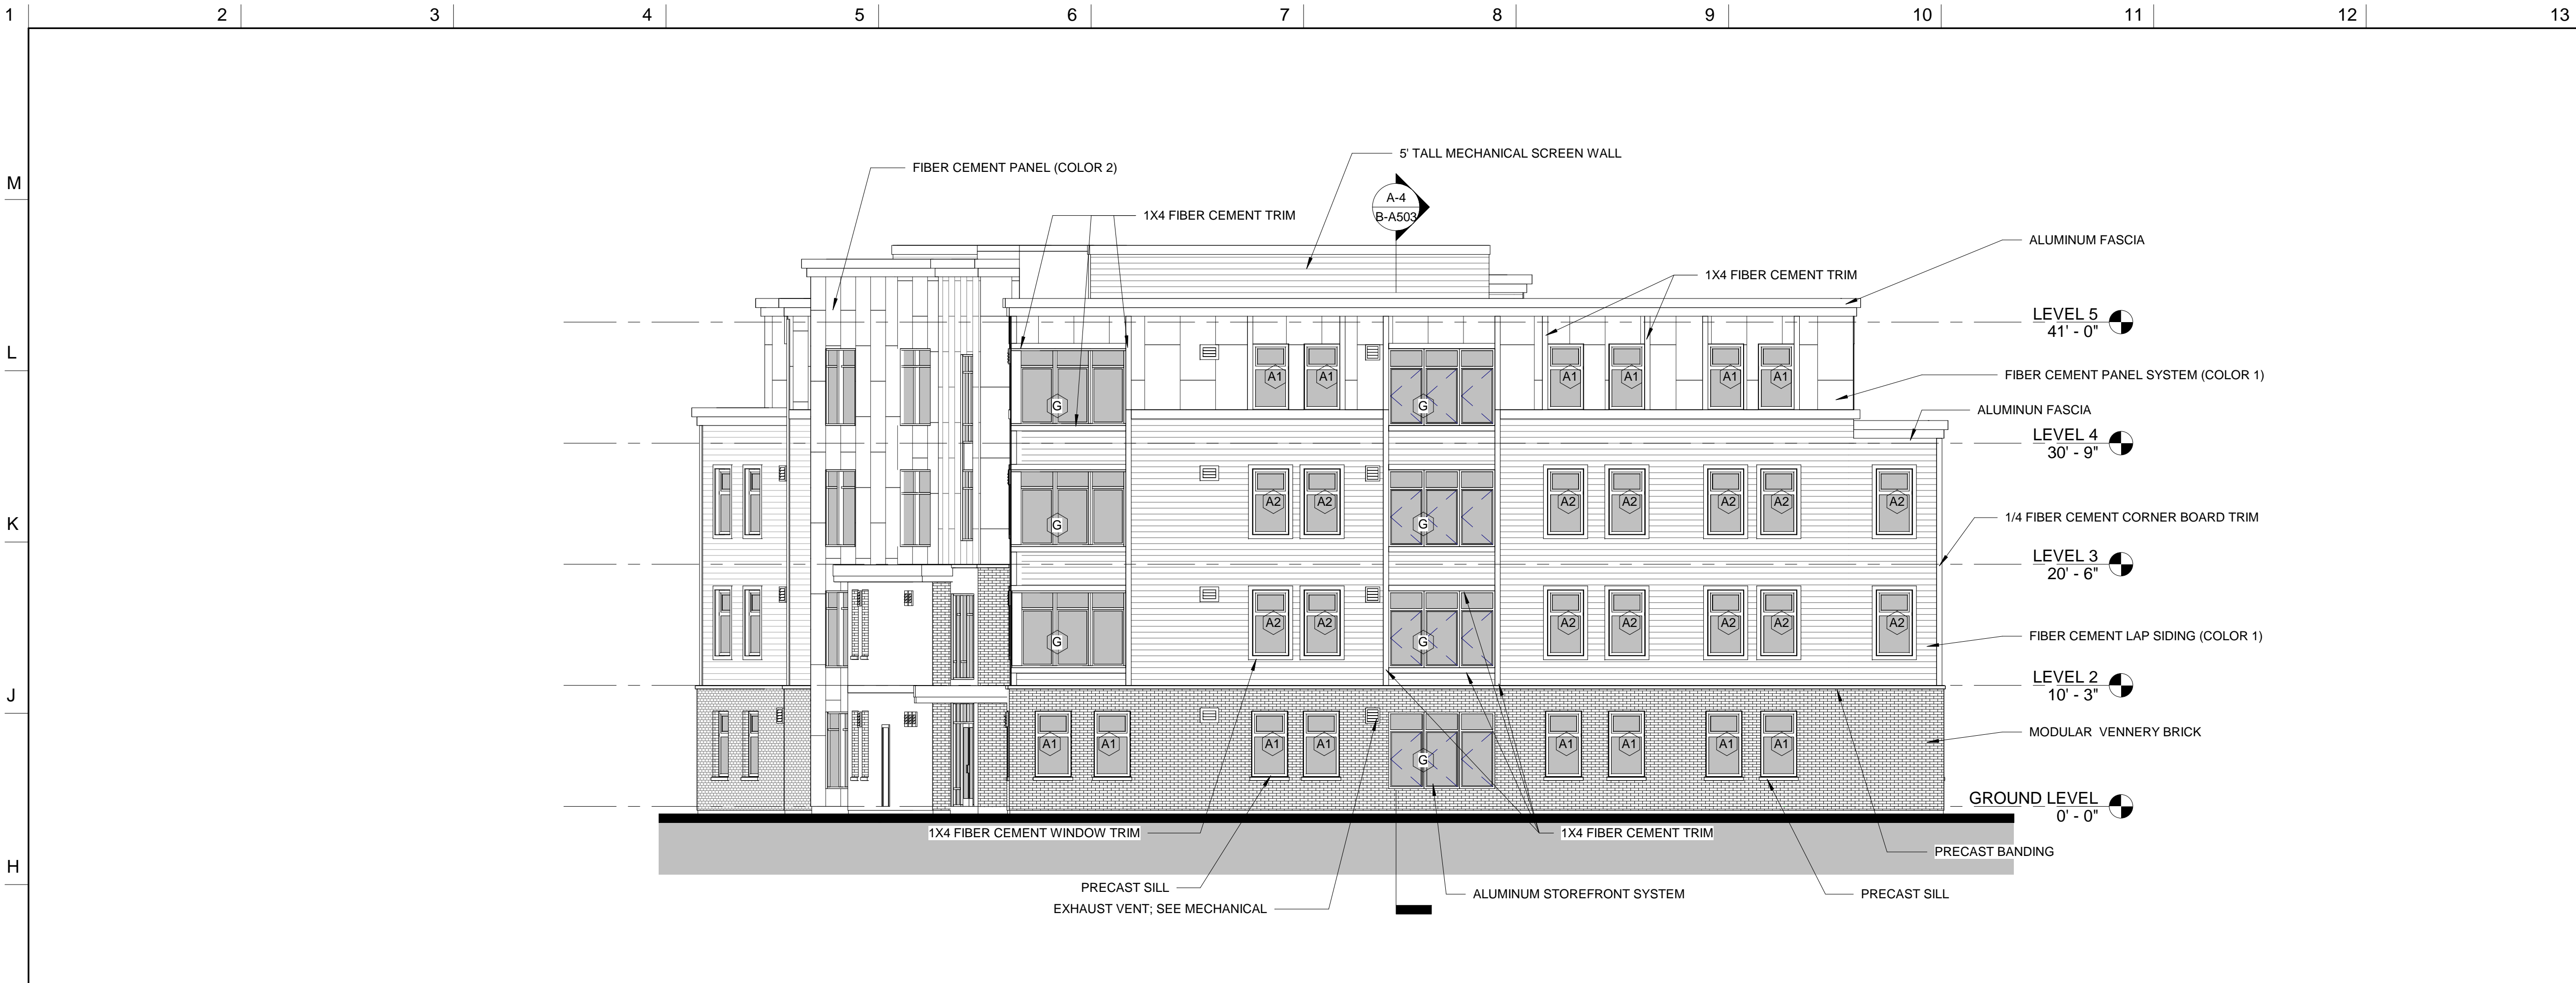 1 2 3 4 5 6 7 8 9 10 11 12 13
M
L
K
J
H
FIBER CEMENT PANEL (COLOR 2)
5' TALL MECHANICAL SCREEN WALL
1X4 FIBER CEMENT TRIM
A-4
B-A503
ALUMINUM FASCIA
1X4 FIBER CEMENT TRIM
LEVEL 5
41' - 0"
FIBER CEMENT PANEL SYSTEM (COLOR 1)
ALUMINUN FASCIA
LEVEL 4
30' - 9"
1/4 FIBER CEMENT CORNER BOARD TRIM
LEVEL 3
20' - 6"
FIBER CEMENT LAP SIDING (COLOR 1)
LEVEL 2
10' - 3"
MODULAR VENNERY BRICK
GROUND LEVEL
0' - 0"
G A1 A1 G A1 A1 A1 A1
G A2 A2 G A2 A2 A2 A2 A2
G A2 A2 G A2 A2 A2 A2 A2
A1 A1 A1 A1 G A1 A1 A1 A1
1X4 FIBER CEMENT WINDOW TRIM
1X4 FIBER CEMENT TRIM
PRECAST BANDING
PRECAST SILL
ALUMINUM STOREFRONT SYSTEM
PRECAST SILL
EXHAUST VENT; SEE MECHANICAL